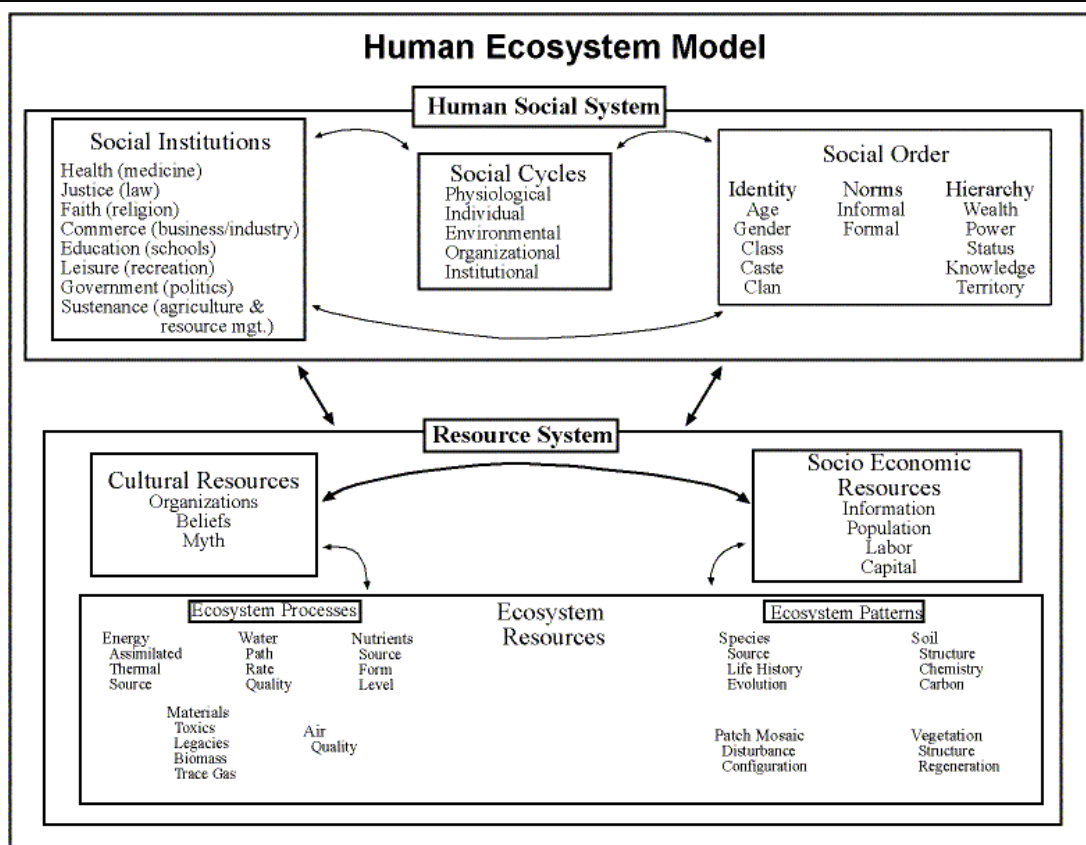 Human Ecosystem Model
Human Social System
Social Institutions
Health (medicine)
Justice (law)
Faith (religion)
Commerce (business/industry)
Education (schools)
Leisure (recreation)
Government (politics)
Sustenance (agriculture &
resource mgt.)
Social Cycles
Physiological
Individual
Environmental
Organizational
Institutional
Social Order
Identity
Age
Gender
Class
Caste
Clan
Norms
Informal
Formal
Hierarchy
Wealth
Power
Status
Knowledge
Territory
Resource System
Cultural Resources
Organizations
Beliefs
Myth
Socio Economic
Resources
Information
Population
Labor
Capital
Ecosystem
Resources
Ecosystem Processes
Energy
Assimilated
Thermal
Source
Water
Path
Rate
Quality
Nutrients
Source
Form
Level
Materials
Toxics
Legacies
Biomass
Trace Gas
Air
Quality
Ecosystem Patterns
Species
Source
Life History
Evolution
Soil
Structure
Chemistry
Carbon
Patch Mosaic
Disturbance
Configuration
Vegetation
Structure
Regeneration